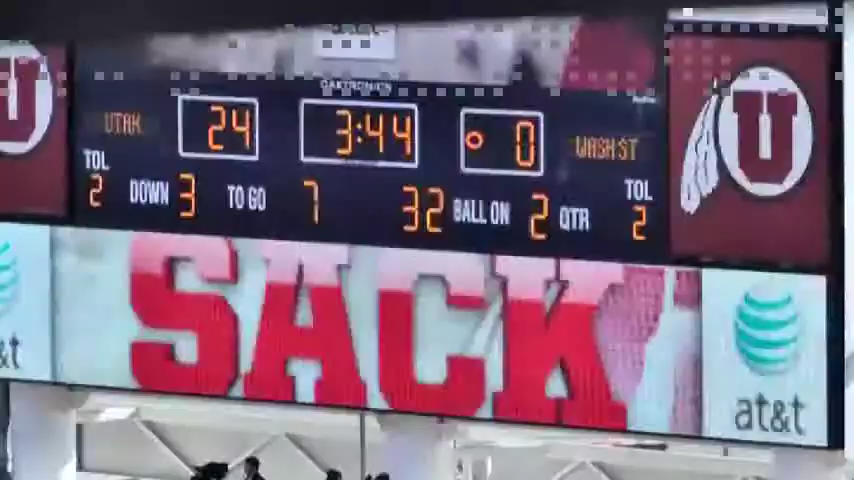 DAKTRONICS
UTAH 24 3:44 0 WASH ST
TOL 2 DOWN 3 TO GO 7 32 BALL ON 2 QTR TOL 2
U
U
SACK
at&t